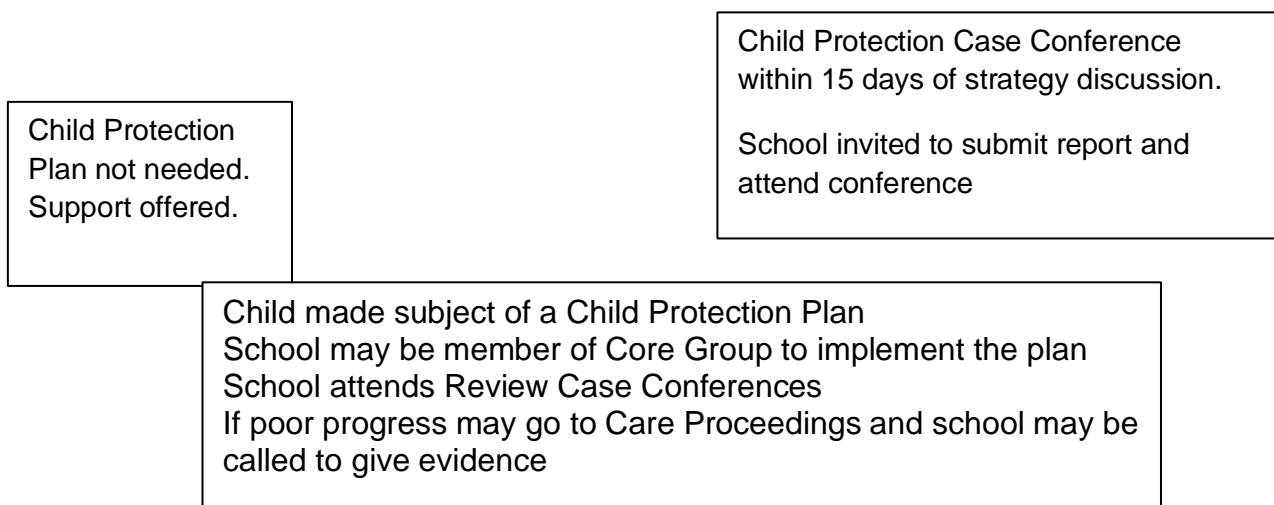 Child Protection Case Conference
within 15 days of strategy discussion.
School invited to submit report and
attend conference
Child Protection
Plan not needed.
Support offered.
Child made subject of a Child Protection Plan
School may be member of Core Group to implement the plan
School attends Review Case Conferences
If poor progress may go to Care Proceedings and school may be
called to give evidence